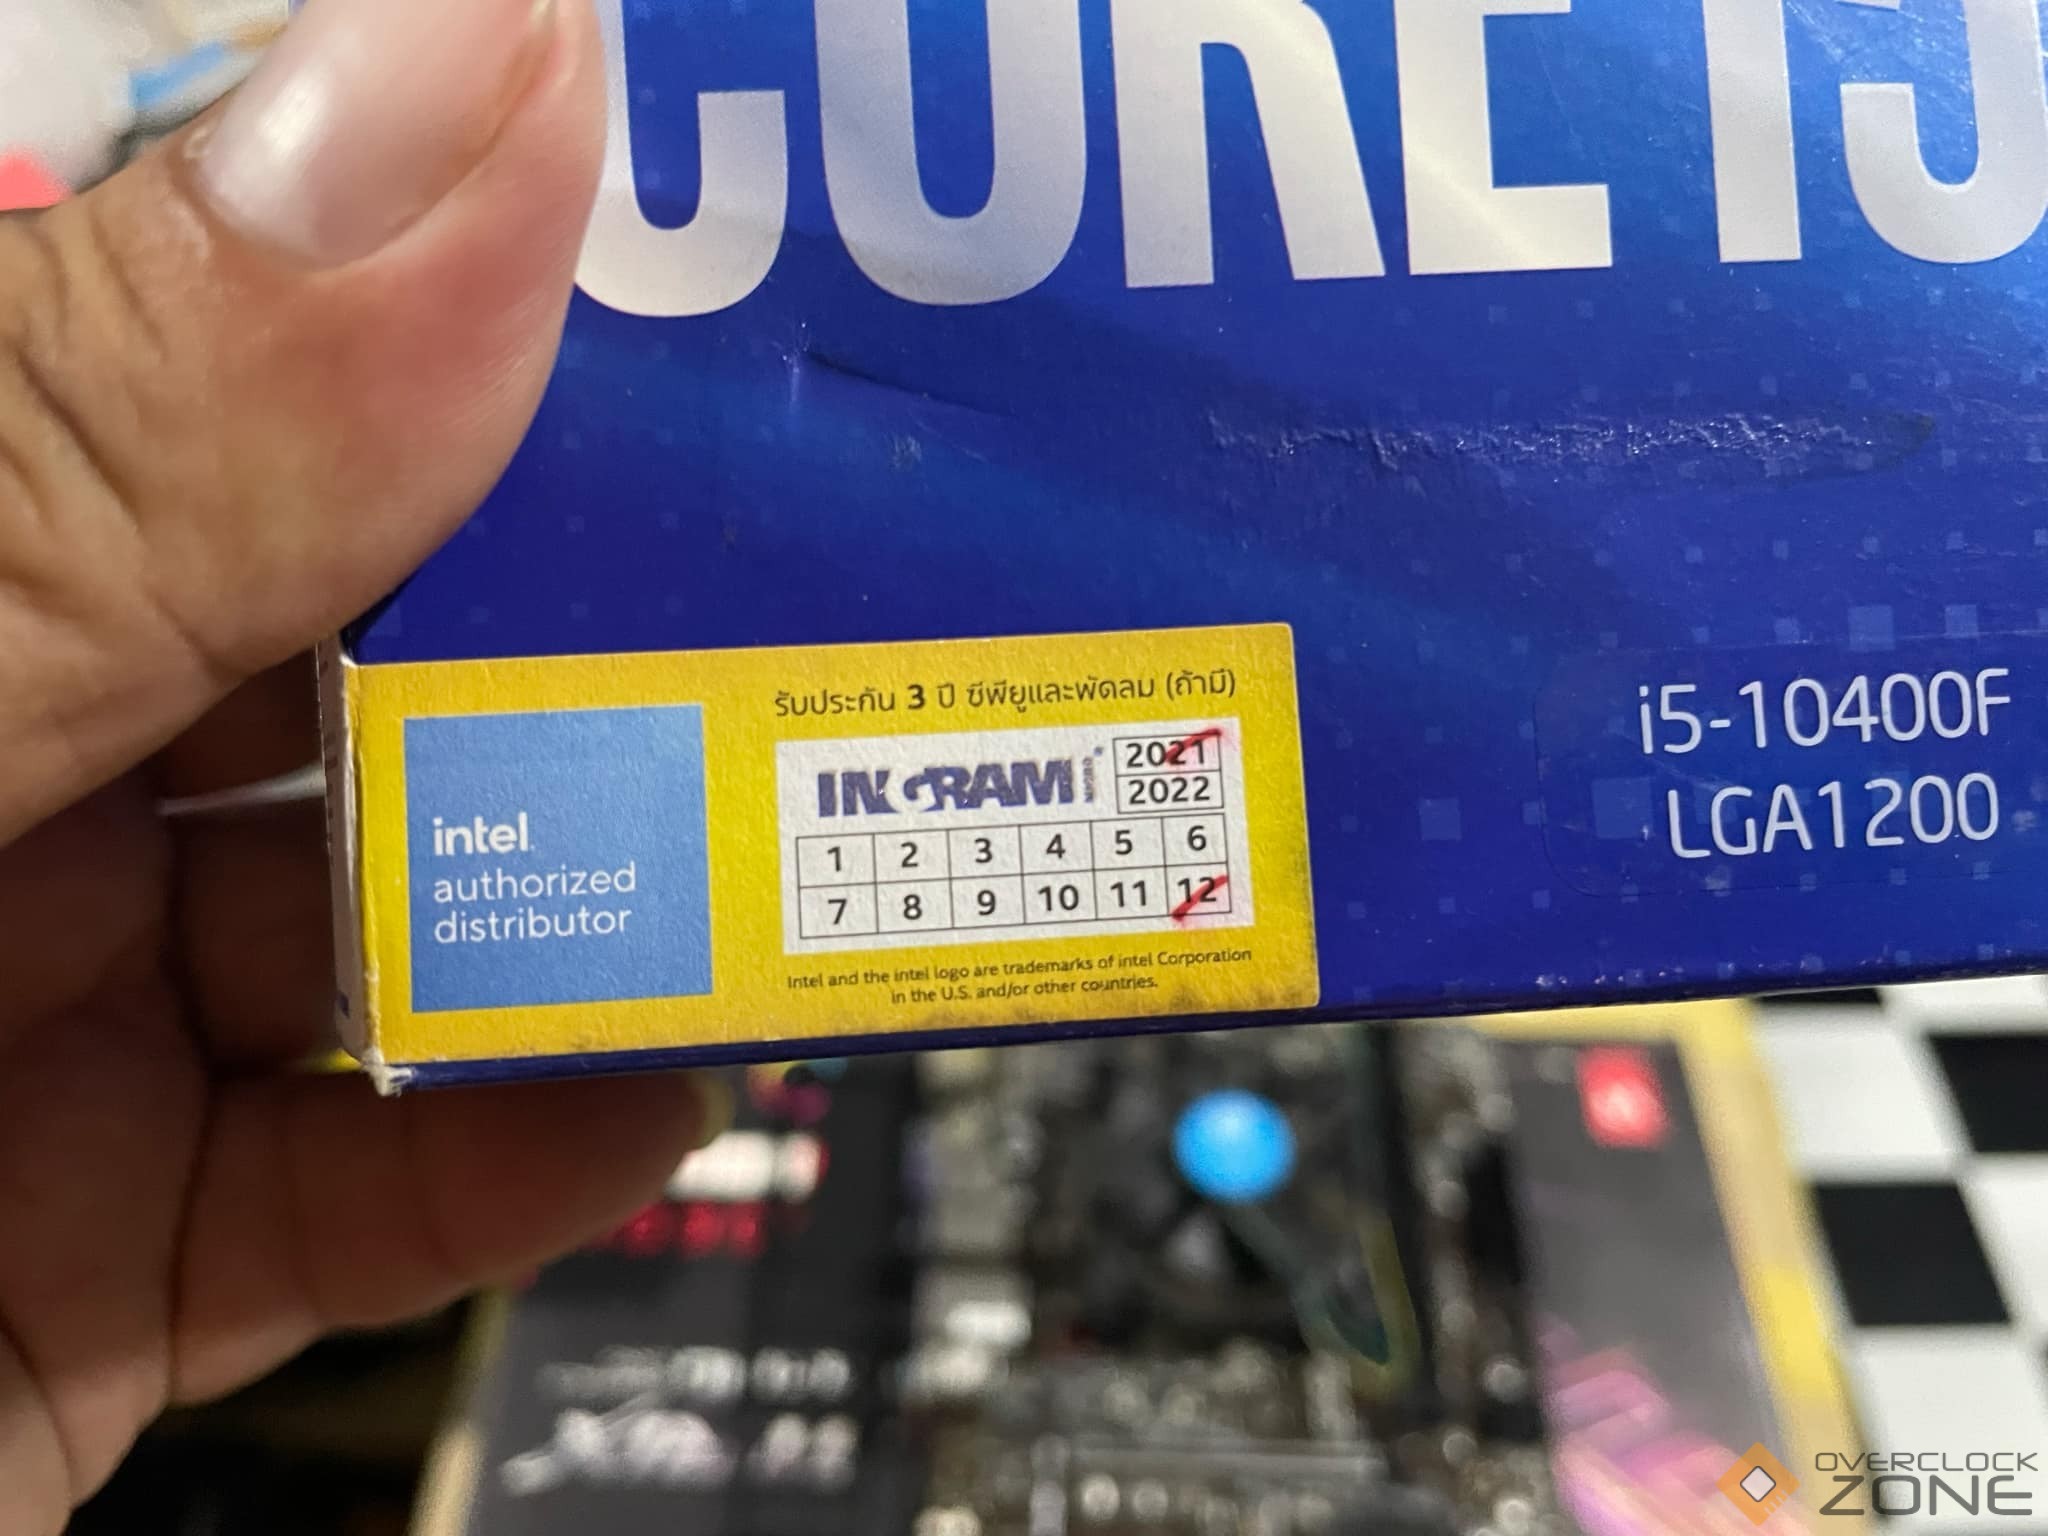 CORE i5
รับประกัน 3 ปี ซีพียูและพัดลม (ถ้ามี)
intel.
authorized
distributor
INGRAM MICRO®
2021
2022
1 2 3 4 5 6
7 8 9 10 11 12
Intel and the intel logo are trademarks of intel Corporation
in the U.S. and/or other countries.
i5-10400F
LGA1200
OVERCLOCK
ZONE